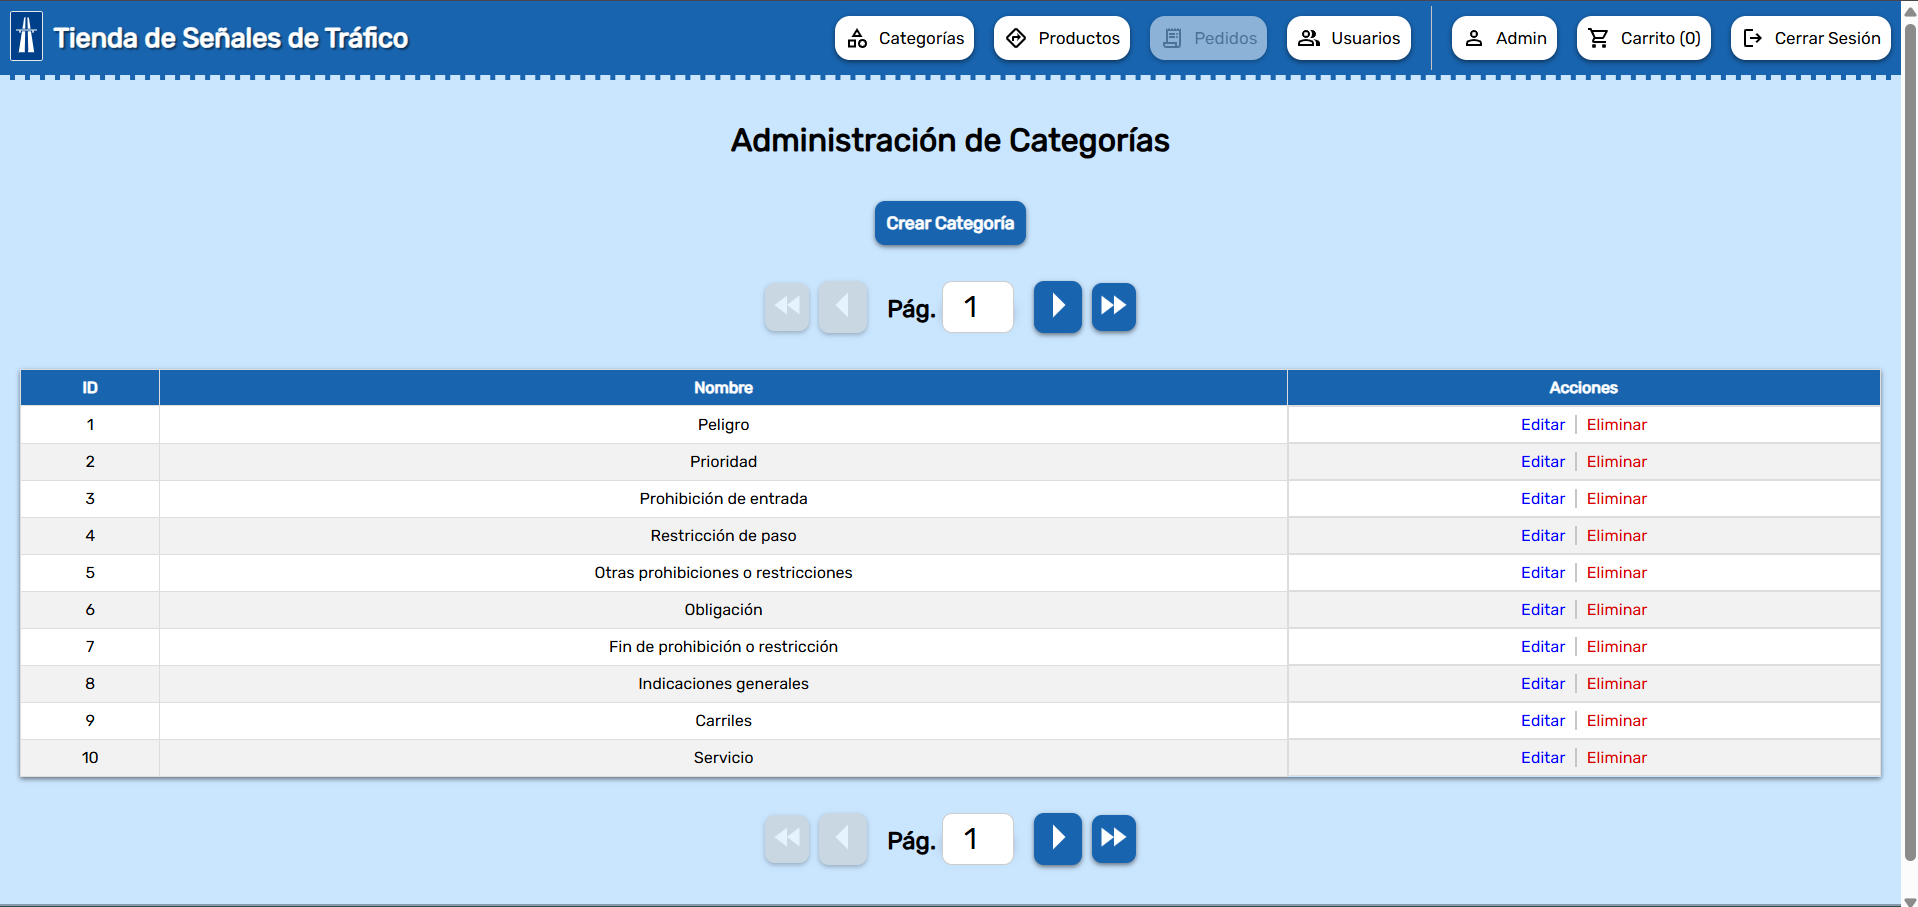 Tienda de Señales de Tráfico
Categorías Productos Pedidos Usuarios Admin Carrito (0) Cerrar Sesión
Administración de Categorías
Crear Categoría
Pág. 1
ID Nombre Acciones
1 Peligro Editar | Eliminar
2 Prioridad Editar | Eliminar
3 Prohibición de entrada Editar | Eliminar
4 Restricción de paso Editar | Eliminar
5 Otras prohibiciones o restricciones Editar | Eliminar
6 Obligación Editar | Eliminar
7 Fin de prohibición o restricción Editar | Eliminar
8 Indicaciones generales Editar | Eliminar
9 Carriles Editar | Eliminar
10 Servicio Editar | Eliminar
Pág. 1